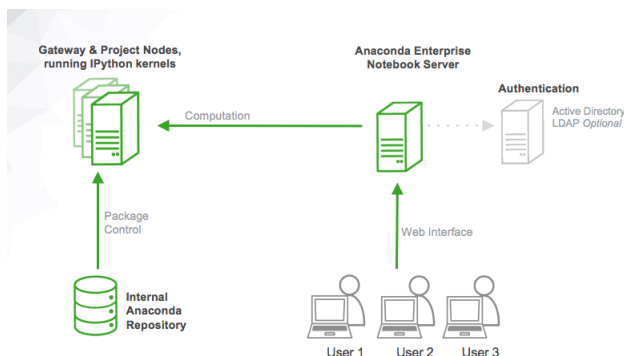 Gateway & Project Nodes,
running IPython kernels
Anaconda Enterprise
Notebook Server
Authentication
Active Directory
LDAP Optional
Computation
Package
Control
Web Interface
Internal
Anaconda
Repository
User 1
User 2
User 3